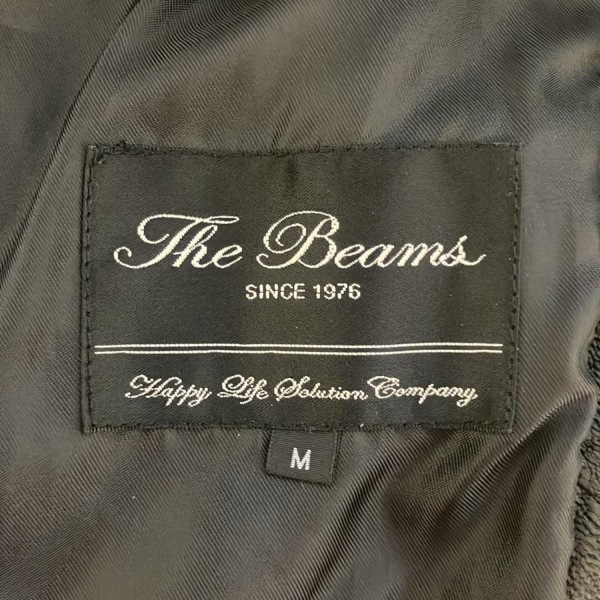 The Beams
SINCE 1976
Happy Life Solution Company
M